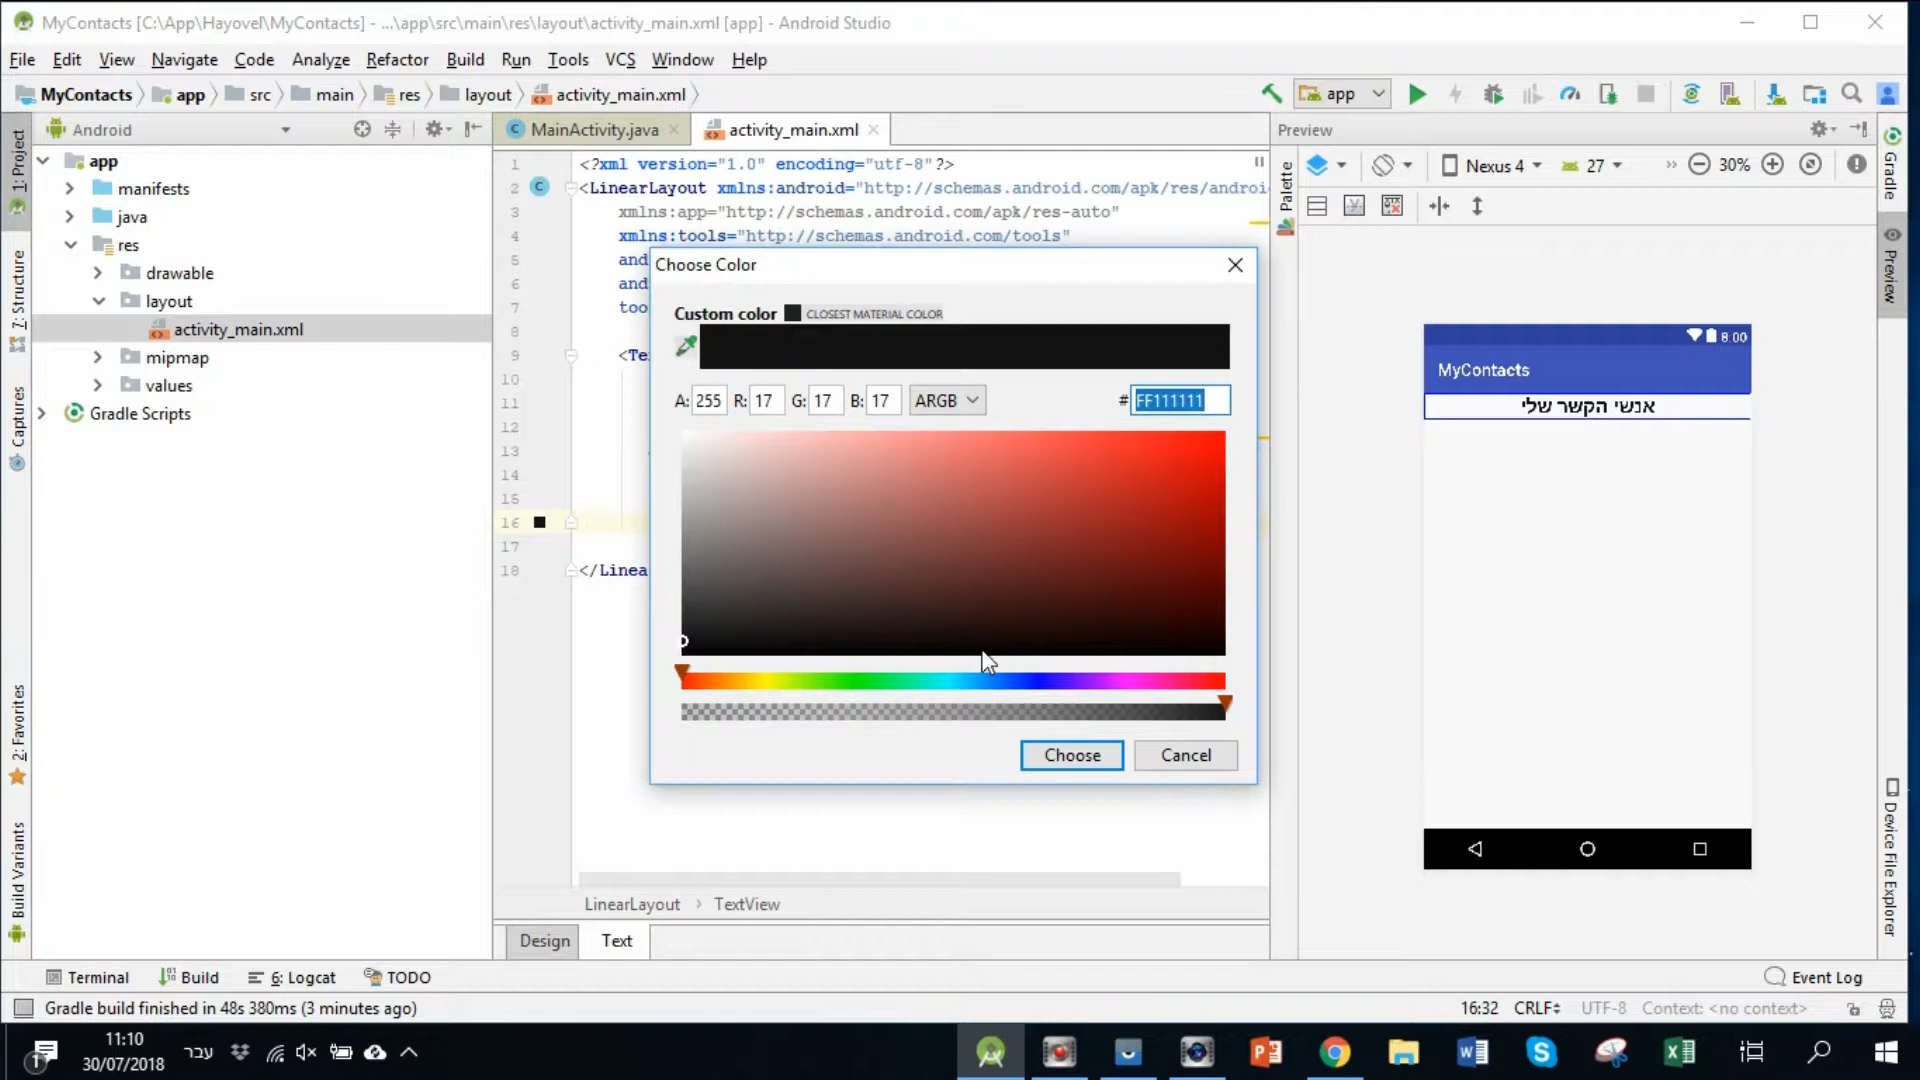 MyContacts [C:\App\Hayovel\MyContacts] - ...\app\src\main\res\layout\activity_main.xml [app] - Android Studio
File Edit View Navigate Code Analyze Refactor Build Run Tools VCS Window Help
MyContacts app src main res layout activity_main.xml
app
Android
MainActivity.java
activity_main.xml
Preview
1: Project
7: Structure
Captures
2: Favorites
Build Variants
app
manifests
java
res
drawable
layout
activity_main.xml
mipmap
values
Gradle Scripts
1 <?xml version="1.0" encoding="utf-8"?>
2 <LinearLayout xmlns:android="http://schemas.android.com/apk/res/androi
3 xmlns:app="http://schemas.android.com/apk/res-auto"
4 xmlns:tools="http://schemas.android.com/tools"
5 and
6 and
7 too
8
9 <Te
10
11
12
13
14
15
16
17
18 </Linea
Choose Color
Custom color CLOSEST MATERIAL COLOR
A: 255 R: 17 G: 17 B: 17 ARGB # FF111111
Choose Cancel
LinearLayout › TextView
Design Text
Palette
Nexus 4 27 » 30%
8:00
MyContacts
אנשי הקשר שלי
Gradle
Preview
Device File Explorer
Terminal Build 6: Logcat TODO Event Log
Gradle build finished in 48s 380ms (3 minutes ago) 16:32 CRLF UTF-8 Context: <no context>
1
11:10
30/07/2018
עבר